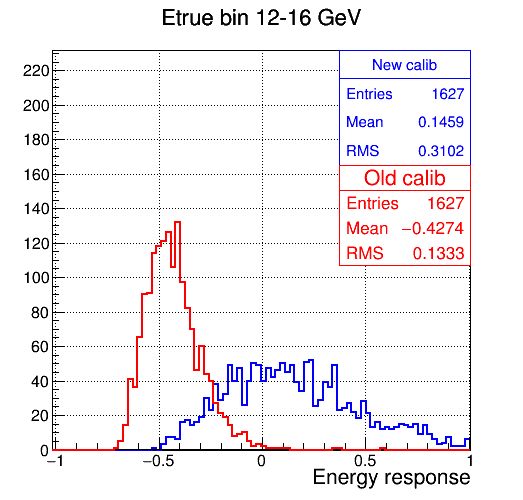 Etrue bin 12-16 GeV
New calib
Entries 1627
Mean 0.1459
RMS 0.3102
Old calib
Entries 1627
Mean −0.4274
RMS 0.1333
220
200
180
160
140
120
100
80
60
40
20
0
−1 −0.5 0 0.5 1
Energy response